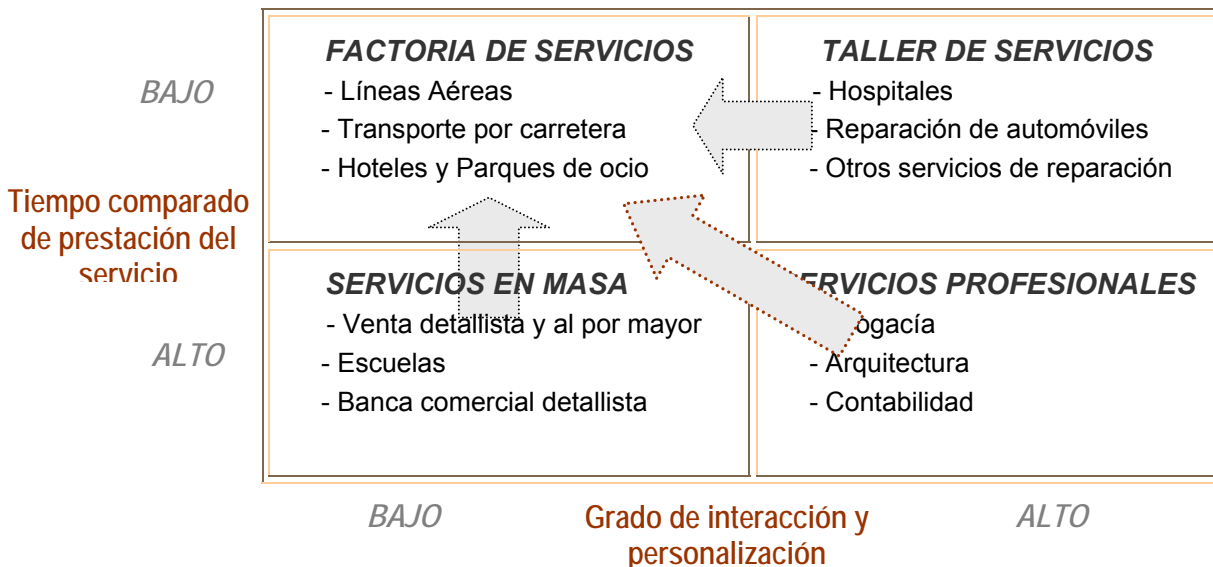 FACTORIA DE SERVICIOS
- Líneas Aéreas
- Transporte por carretera
- Hoteles y Parques de ocio
TALLER DE SERVICIOS
- Hospitales
- Reparación de automóviles
- Otros servicios de reparación
BAJO
Tiempo comparado
de prestación del
servicio
ALTO
SERVICIOS EN MASA
- Venta detallista y al por mayor
- Escuelas
- Banca comercial detallista
ERVICIOS PROFESIONALES
ogacía
- Arquitectura
- Contabilidad
BAJO
Grado de interacción y
personalización
ALTO